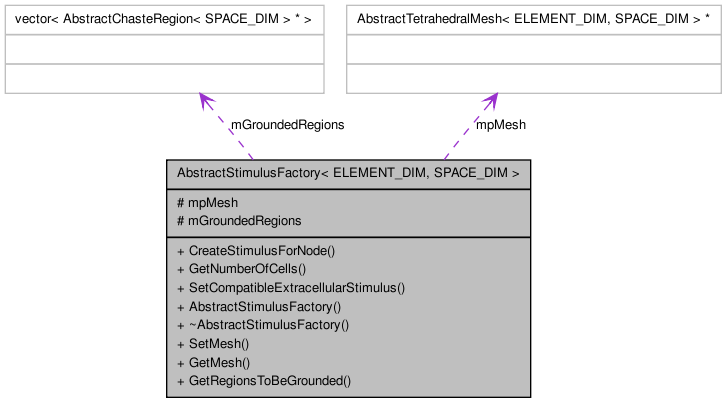 vector< AbstractChasteRegion< SPACE_DIM > * >
AbstractTetrahedralMesh< ELEMENT_DIM, SPACE_DIM > *
mGroundedRegions
mpMesh
AbstractStimulusFactory< ELEMENT_DIM, SPACE_DIM >
# mpMesh
# mGroundedRegions
+ CreateStimulusForNode()
+ GetNumberOfCells()
+ SetCompatibleExtracellularStimulus()
+ AbstractStimulusFactory()
+ ~AbstractStimulusFactory()
+ SetMesh()
+ GetMesh()
+ GetRegionsToBeGrounded()